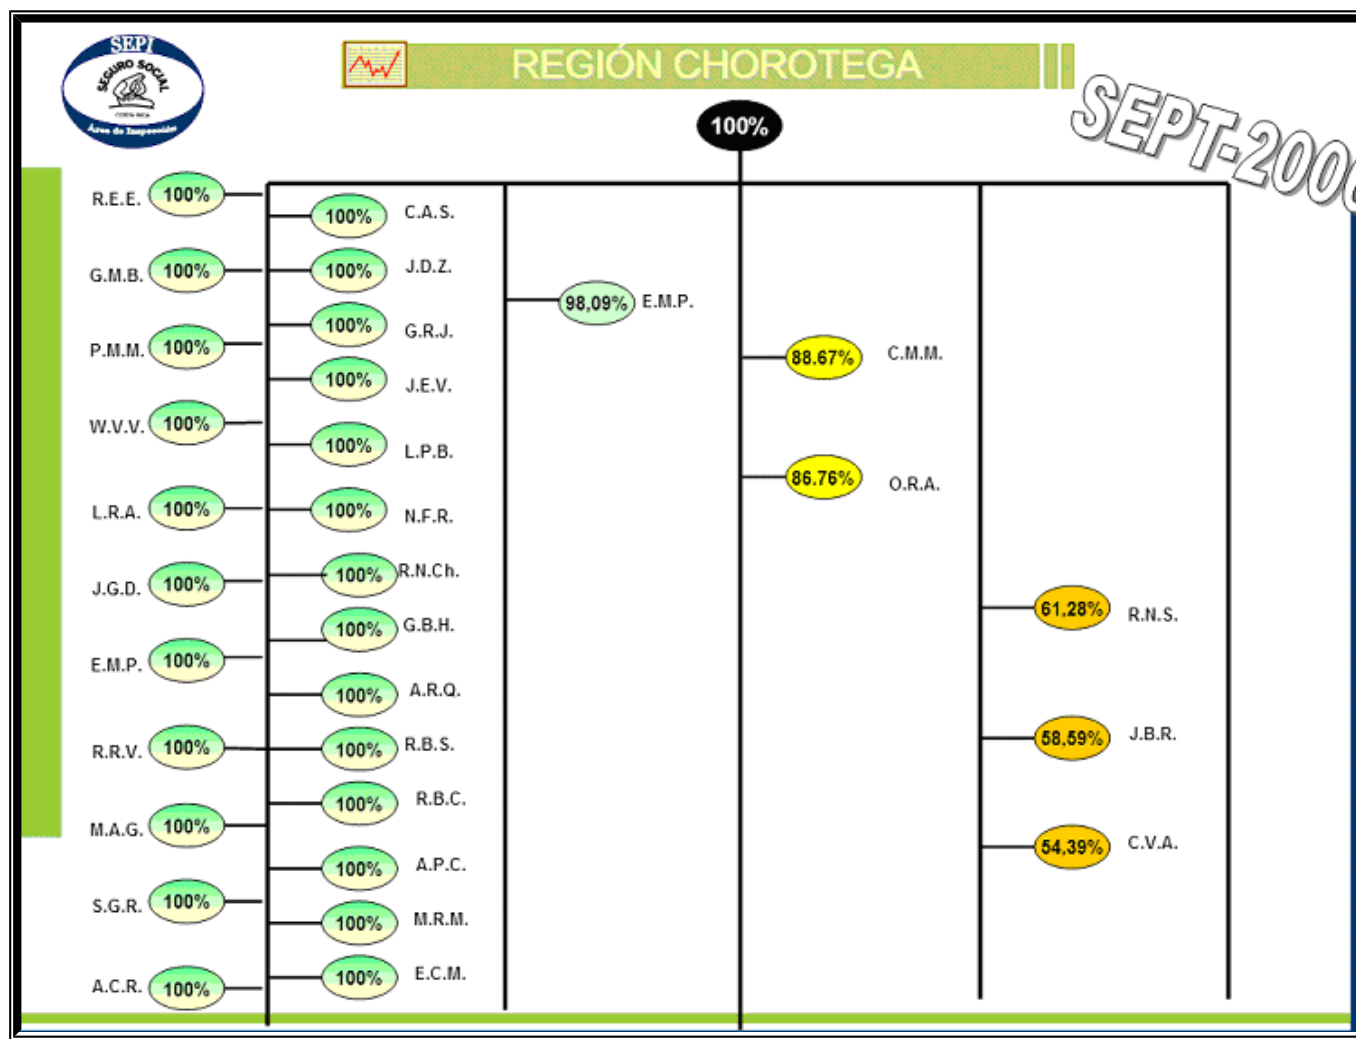 SEPI
SEGURO SOCIAL
COSTA RICA
Área de Inspección
REGIÓN CHOROTEGA
SEPT-200
100%
R.E.E. 100%
100% C.A.S.
G.M.B. 100%
100% J.D.Z.
98,09% E.M.P.
100% G.R.J.
P.M.M. 100%
88.67% C.M.M.
100% J.E.V.
W.V.V. 100%
100% L.P.B.
86.76% O.R.A.
L.R.A. 100%
100% N.F.R.
J.G.D. 100%
100% R.N.Ch.
61,28% R.N.S.
100% G.B.H.
E.M.P. 100%
100% A.R.Q.
R.R.V. 100%
100% R.B.S.
58,59% J.B.R.
100% R.B.C.
M.A.G. 100%
54,39% C.V.A.
100% A.P.C.
S.G.R. 100%
100% M.R.M.
100% E.C.M.
A.C.R. 100%